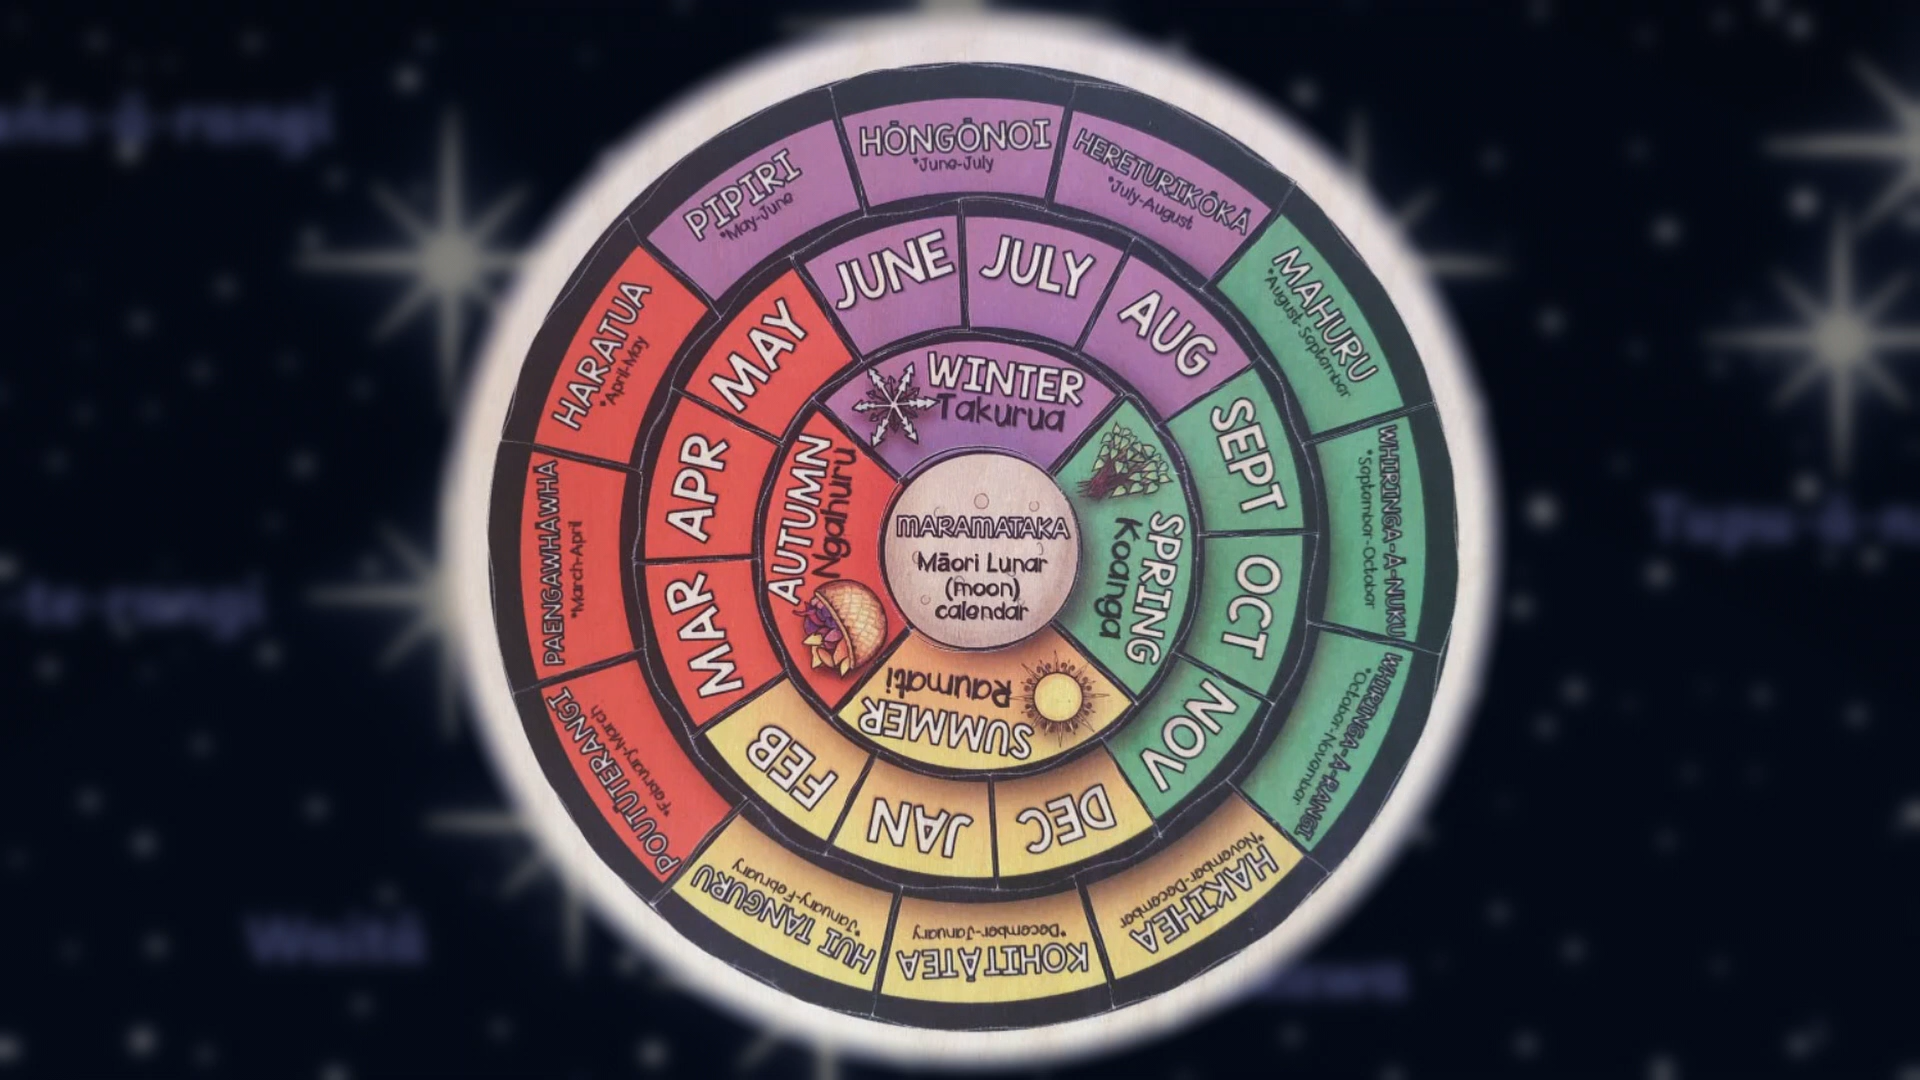 MARAMATAKA
Māori Lunar
(moon)
calendar
WINTER
Takurua
SPRING
Koanga
SUMMER
Raumati
AUTUMN
Ngahuru
JUNE
JULY
AUG
SEPT
OCT
NOV
DEC
JAN
FEB
MAR
APR
MAY
PIPIRI
*May-June
HŌNGŌNOI
*June-July
HERETURIKŌKĀ
*July-August
MAHURU
*August-September
WHIRINGA-Ā-NUKU
*September-October
WHIRINGA-Ā-RANGI
*October-November
HAKIHEA
*November-December
KOHITĀTEA
*December-January
HUI TANGURU
*January-February
POUTŪTERANGI
*February-March
PAENGAWHĀWHĀ
*March-April
HARATUA
*April-May
Waitā